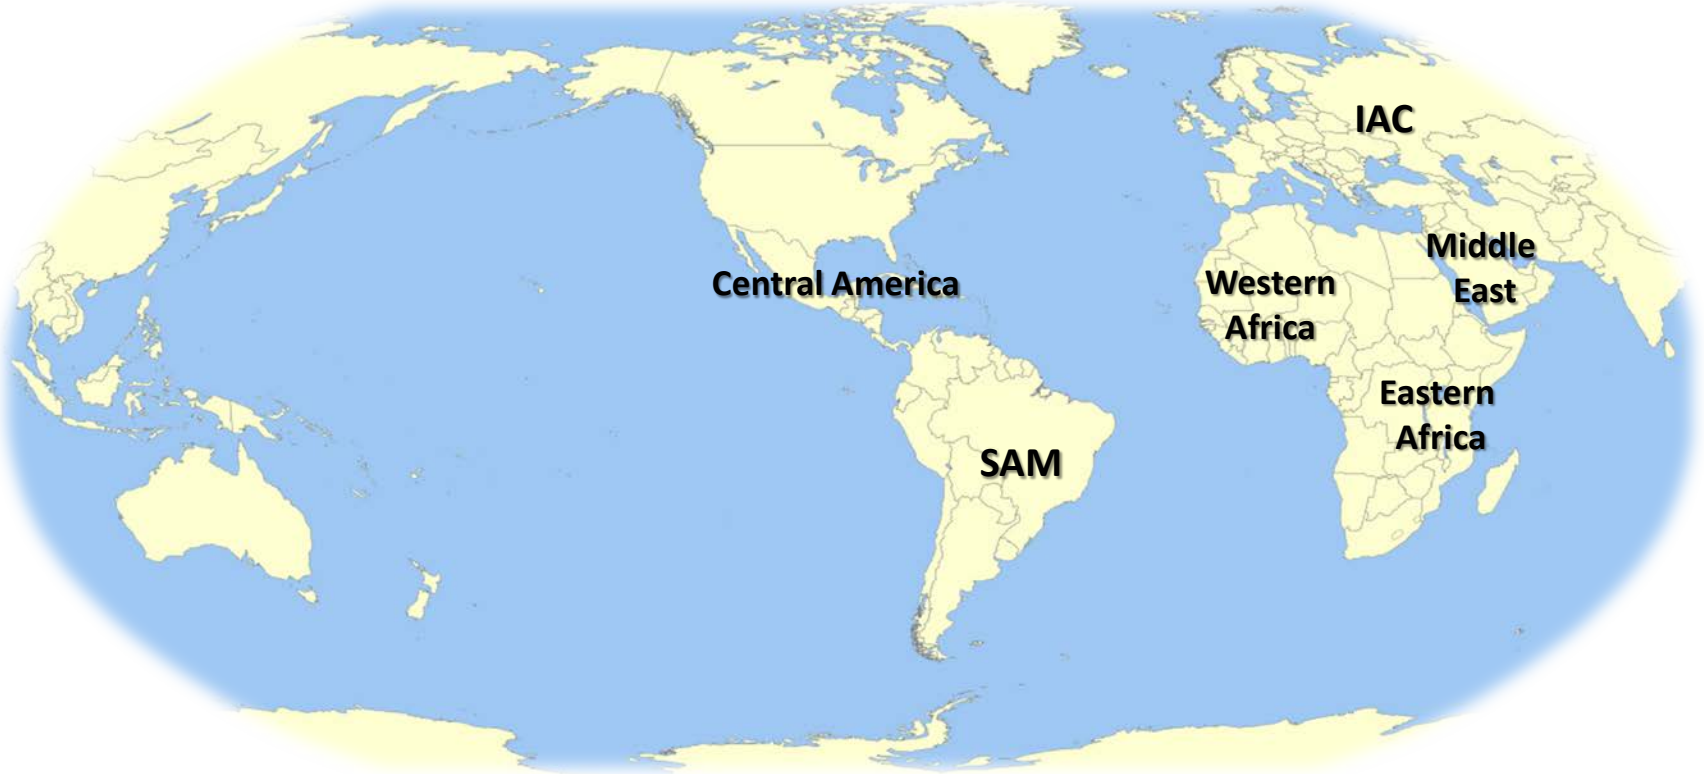 IAC
Middle
East
Central America
Western
Africa
Eastern
Africa
SAM